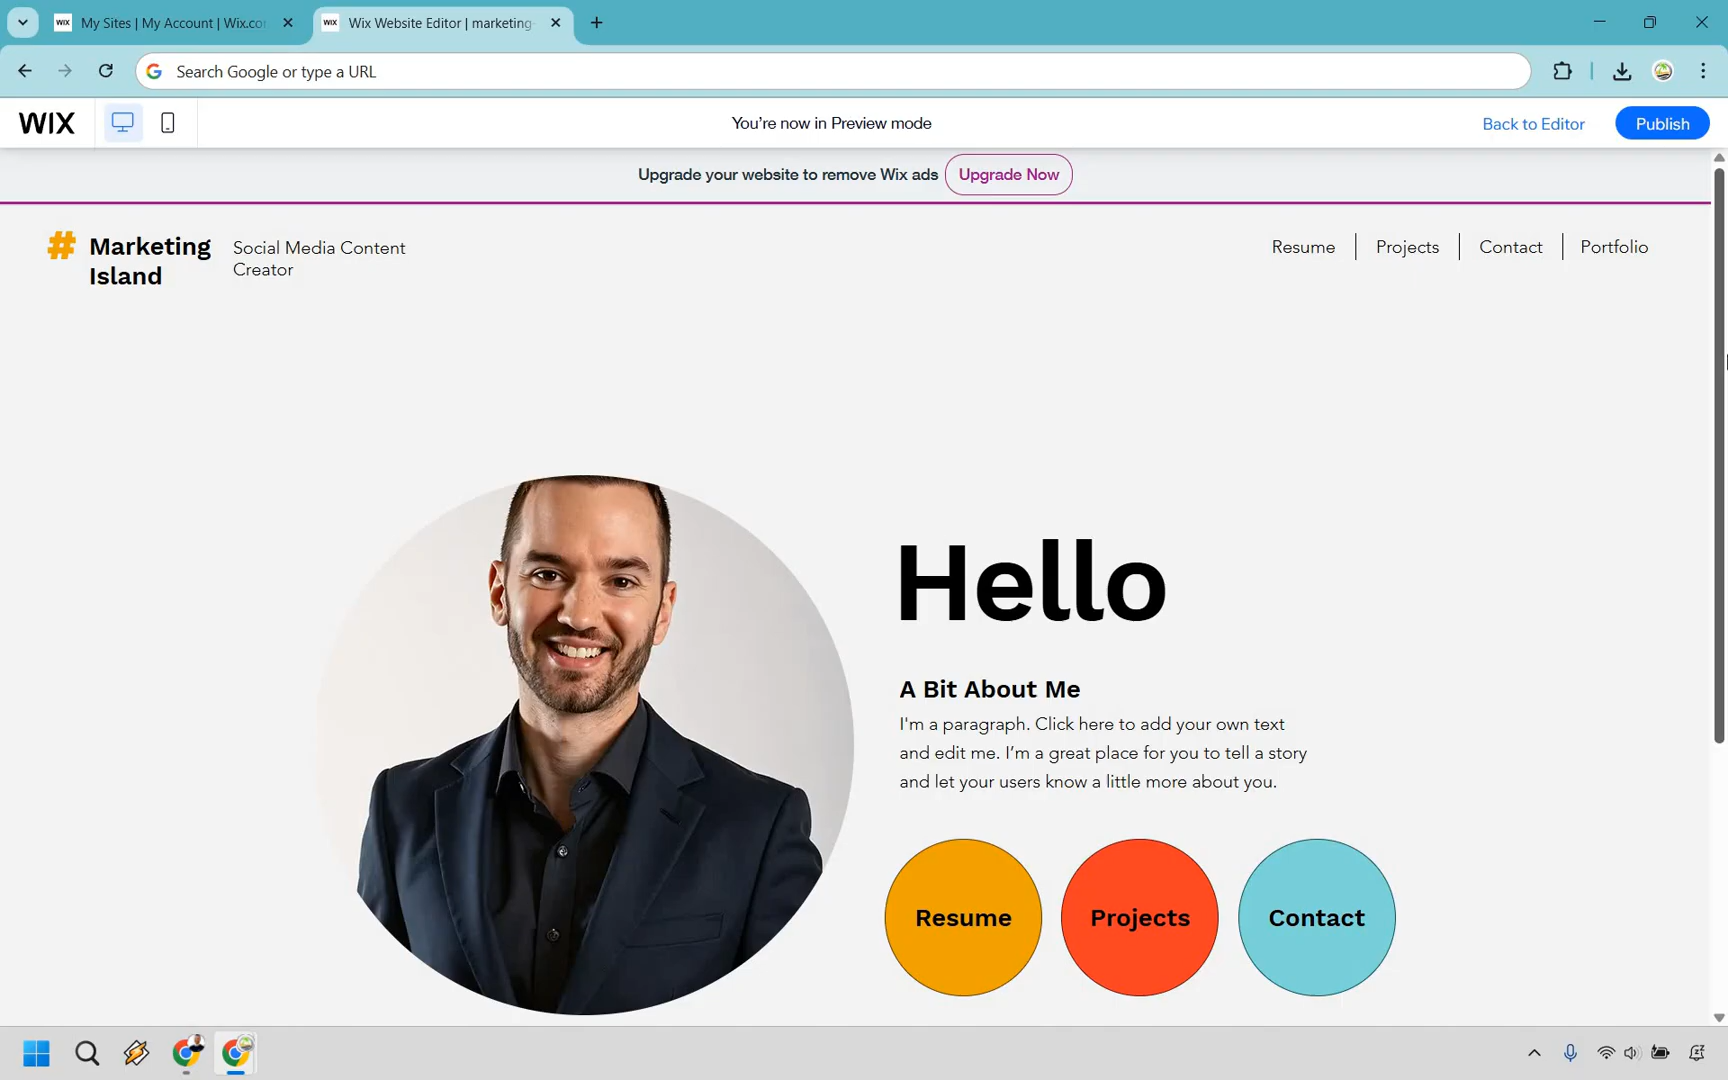 WIX My Sites | My Account | Wix.co
WIX Wix Website Editor | marketing-
Search Google or type a URL
WIX
You're now in Preview mode
Back to Editor
Publish
Upgrade your website to remove Wix ads
Upgrade Now
# Marketing
Island
Social Media Content
Creator
Resume
Projects
Contact
Portfolio
Hello
A Bit About Me
I'm a paragraph. Click here to add your own text
and edit me. I'm a great place for you to tell a story
and let your users know a little more about you.
Resume
Projects
Contact